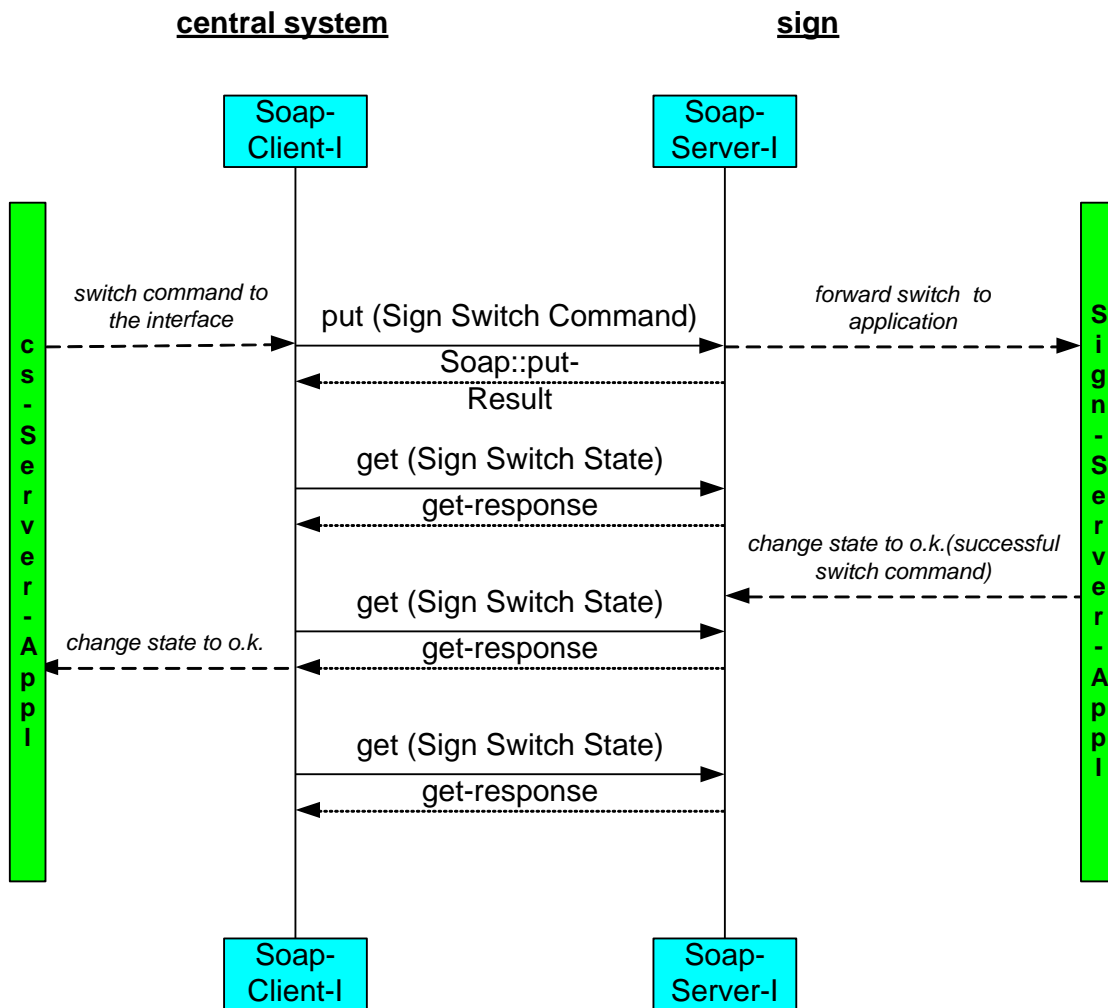 central system
sign
Soap-
Client-I
Soap-
Server-I
switch command to
the interface
put (Sign Switch Command)
forward switch to
application
Soap::put-
Result
get (Sign Switch State)
get-response
change state to o.k.(successful
switch command)
get (Sign Switch State)
change state to o.k.
get-response
get (Sign Switch State)
get-response
cs-Server-Appl
Sign-Server-Appl
Soap-
Client-I
Soap-
Server-I